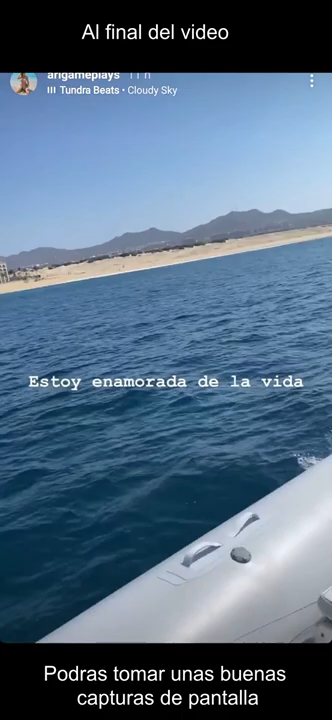 Al final del video
arigameplays 11 h
Tundra Beats • Cloudy Sky
Estoy enamorada de la vida
Podras tomar unas buenas
capturas de pantalla